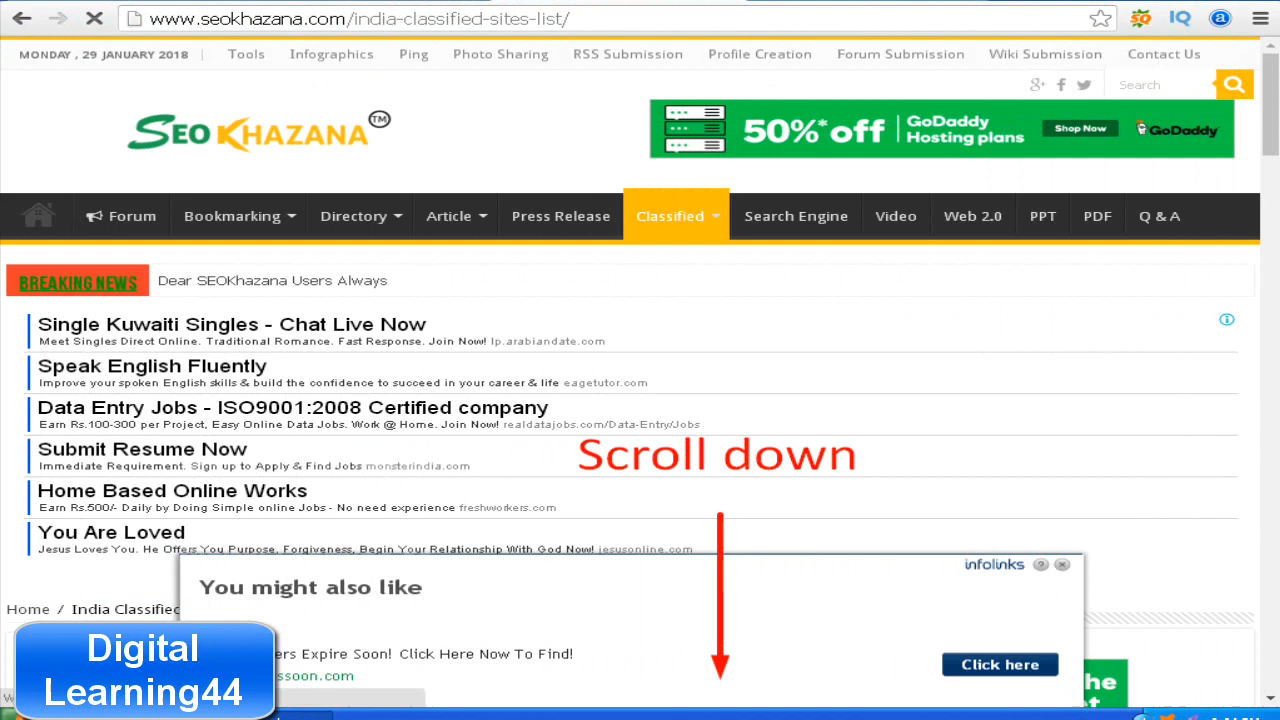 www.seokhazana.com/india-classified-sites-list/
MONDAY , 29 JANUARY 2018 | Tools Infographics Ping Photo Sharing RSS Submission Profile Creation Forum Submission Wiki Submission Contact Us
Search
SEO KHAZANA TM
50%* off
GoDaddy
Hosting plans
Shop Now
GoDaddy
Forum Bookmarking Directory Article Press Release Classified Search Engine Video Web 2.0 PPT PDF Q & A
BREAKING NEWS Dear SEOKhazana Users Always
Single Kuwaiti Singles - Chat Live Now
Meet Singles Direct Online. Traditional Romance. Fast Response. Join Now! lp.arabiandate.com
Speak English Fluently
Improve your spoken English skills & build the confidence to succeed in your career & life eagetutor.com
Data Entry Jobs - ISO9001:2008 Certified company
Earn Rs.100-300 per Project, Easy Online Data Jobs. Work @ Home. Join Now! realdatajobs.com/Data-Entry/Jobs
Submit Resume Now
Immediate Requirement. Sign up to Apply & Find Jobs monsterindia.com
Scroll down
Home Based Online Works
Earn Rs.500/- Daily by Doing Simple online Jobs - No need experience freshworkers.com
You Are Loved
Jesus Loves You. He Offers You Purpose, Forgiveness, Begin Your Relationship With God Now! jesusonline.com
infolinks
You might also like
Home / India Classified
ers Expire Soon! Click Here Now To Find!
Click here
ssoon.com
Digital
Learning44
he